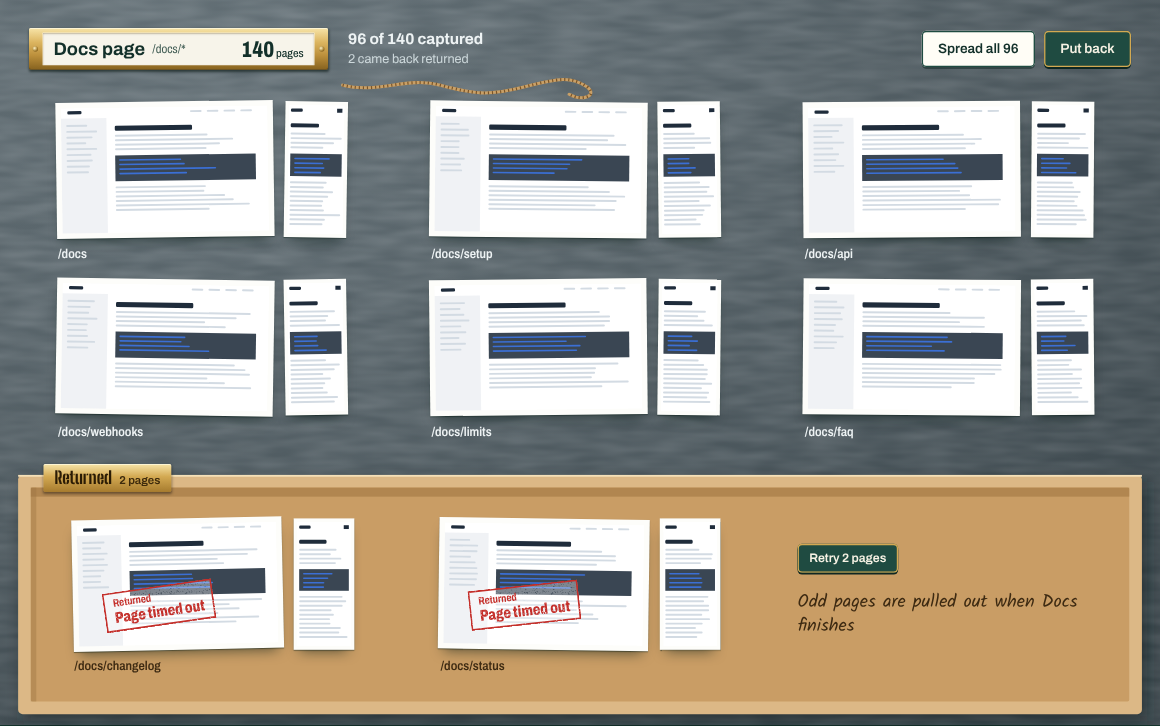 Docs page /docs/* 140 pages
96 of 140 captured
2 came back returned
Spread all 96
Put back
/docs
/docs/setup
/docs/api
/docs/webhooks
/docs/limits
/docs/faq
Returned 2 pages
Returned
Page timed out
/docs/changelog
Returned
Page timed out
/docs/status
Retry 2 pages
Odd pages are pulled out when Docs
finishes